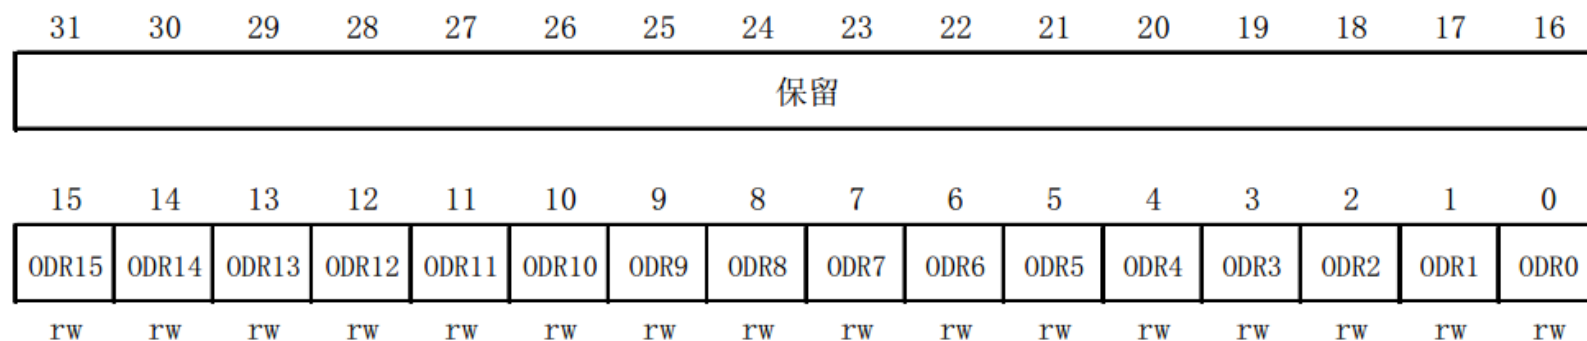 31 30 29 28 27 26 25 24 23 22 21 20 19 18 17 16
保留
15 14 13 12 11 10 9 8 7 6 5 4 3 2 1 0
ODR15 ODR14 ODR13 ODR12 ODR11 ODR10 ODR9 ODR8 ODR7 ODR6 ODR5 ODR4 ODR3 ODR2 ODR1 ODR0
rw rw rw rw rw rw rw rw rw rw rw rw rw rw rw rw